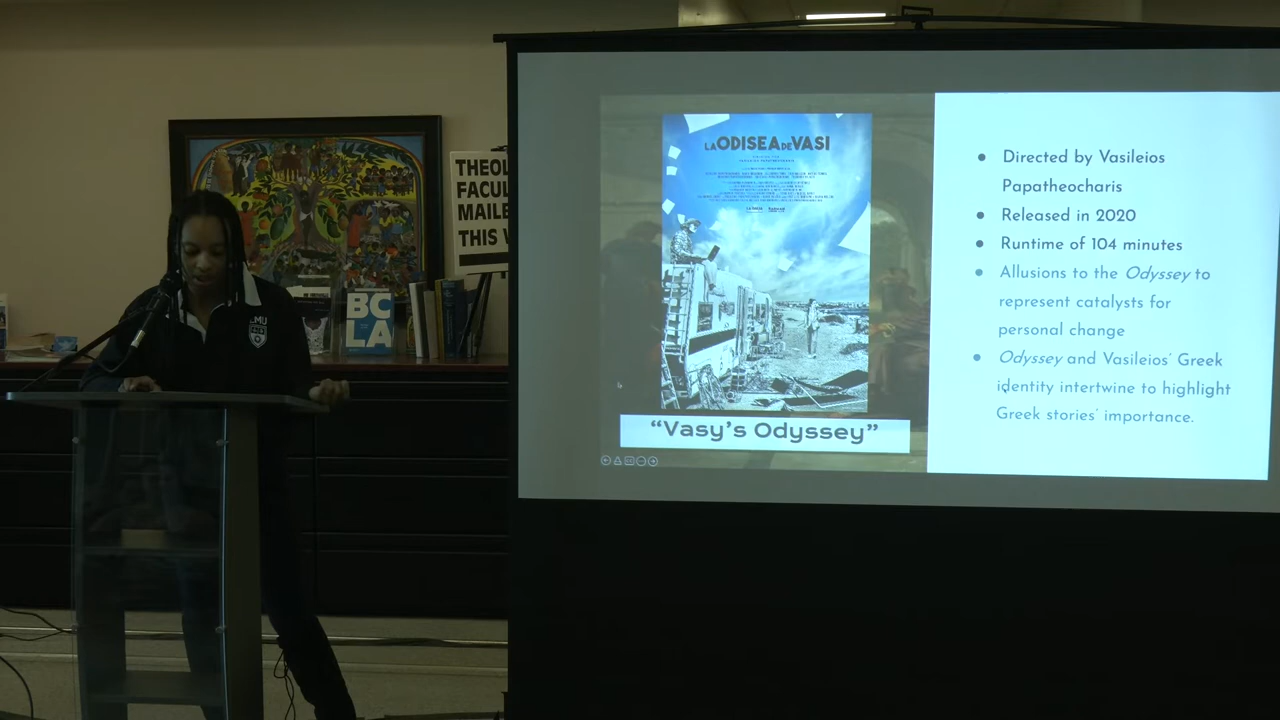 THEOL
FACUL
MAILE
THIS
BC
LA
LMU
LA ODISEA DE VASI
"Vasy's Odyssey"
● Directed by Vasileios
Papatheocharis
● Released in 2020
● Runtime of 104 minutes
● Allusions to the Odyssey to
represent catalysts for
personal change
● Odyssey and Vasileios' Greek
identity intertwine to highlight
Greek stories' importance.